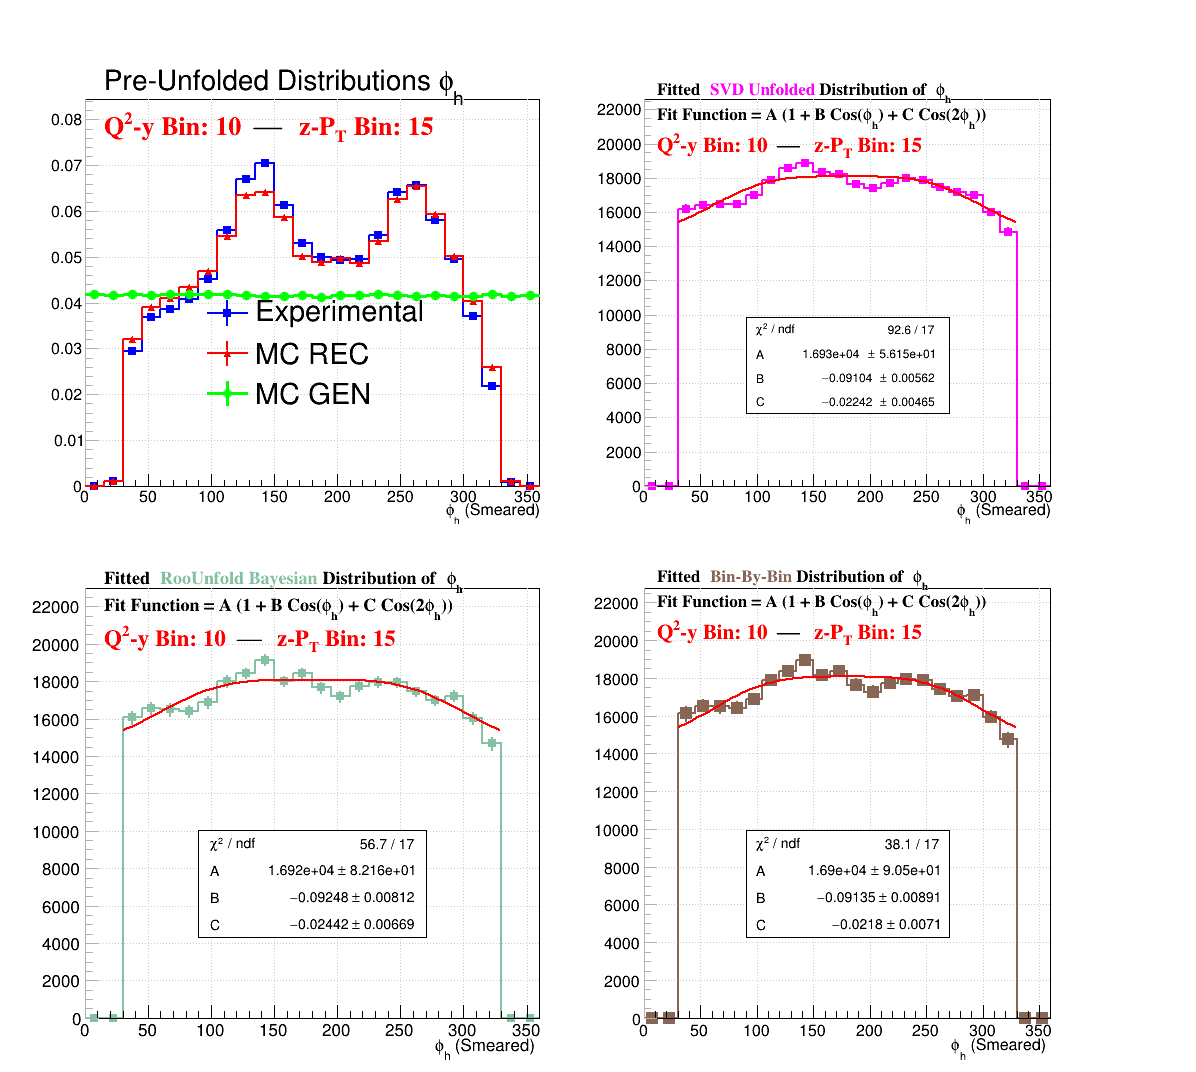 Pre-Unfolded Distributions ϕh
Q2-y Bin: 10 — z-PT Bin: 15
0.08
0.07
0.06
0.05
0.04
0.03
0.02
0.01
0
Experimental
MC REC
MC GEN
0 50 100 150 200 250 300 350
ϕh (Smeared)
Fitted SVD Unfolded Distribution of ϕh
Fit Function = A (1 + B Cos(ϕh) + C Cos(2ϕh))
Q2-y Bin: 10 — z-PT Bin: 15
22000
20000
18000
16000
14000
12000
10000
8000
6000
4000
2000
0
χ2 / ndf 92.6 / 17
A 1.693e+04 ± 5.615e+01
B −0.09104 ± 0.00562
C −0.02242 ± 0.00465
0 50 100 150 200 250 300 350
ϕh (Smeared)
Fitted RooUnfold Bayesian Distribution of ϕh
Fit Function = A (1 + B Cos(ϕh) + C Cos(2ϕh))
Q2-y Bin: 10 — z-PT Bin: 15
22000
20000
18000
16000
14000
12000
10000
8000
6000
4000
2000
0
χ2 / ndf 56.7 / 17
A 1.692e+04 ± 8.216e+01
B −0.09248 ± 0.00812
C −0.02442 ± 0.00669
0 50 100 150 200 250 300 350
ϕh (Smeared)
Fitted Bin-By-Bin Distribution of ϕh
Fit Function = A (1 + B Cos(ϕh) + C Cos(2ϕh))
Q2-y Bin: 10 — z-PT Bin: 15
22000
20000
18000
16000
14000
12000
10000
8000
6000
4000
2000
0
χ2 / ndf 38.1 / 17
A 1.69e+04 ± 9.05e+01
B −0.09135 ± 0.00891
C −0.0218 ± 0.0071
0 50 100 150 200 250 300 350
ϕh (Smeared)